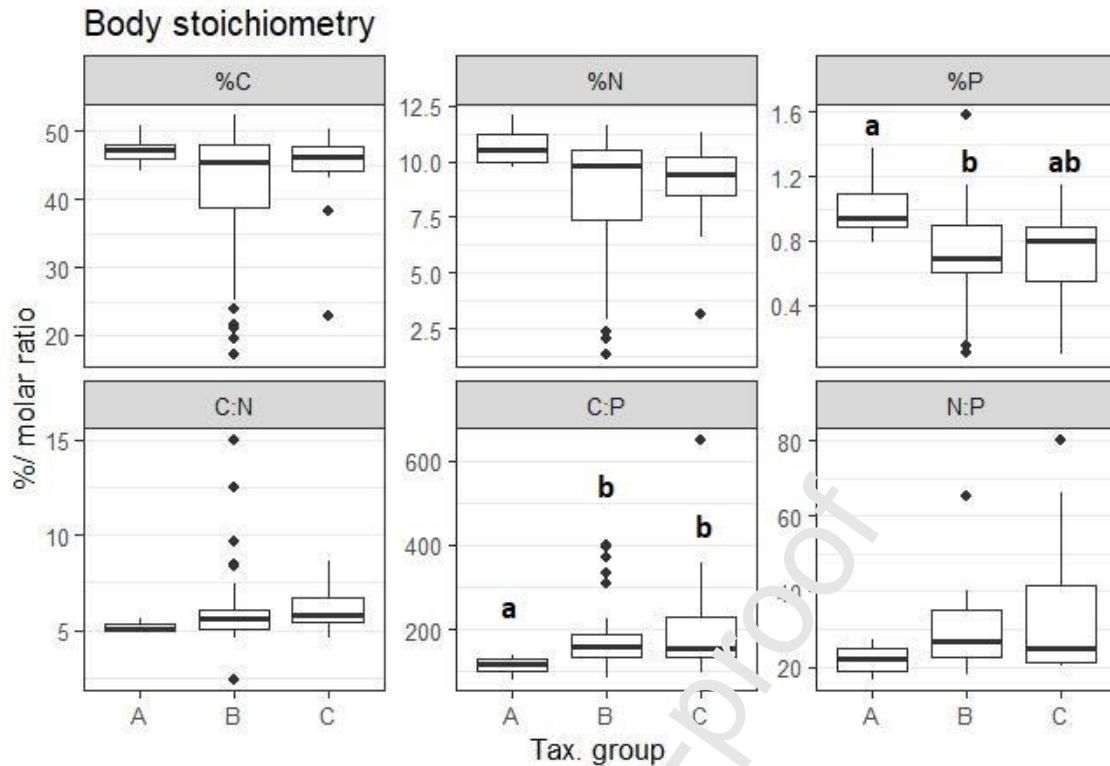 Body stoichiometry
%C %N %P
50
40
30
20
12.5
10.0
7.5
5.0
2.5
1.6
1.2
0.8
0.4
a b ab
%/ molar ratio
C:N C:P N:P
15
10
5
600
400
200
a b b
80
60
40
20
A B C A B C A B C
Tax. group
-proof